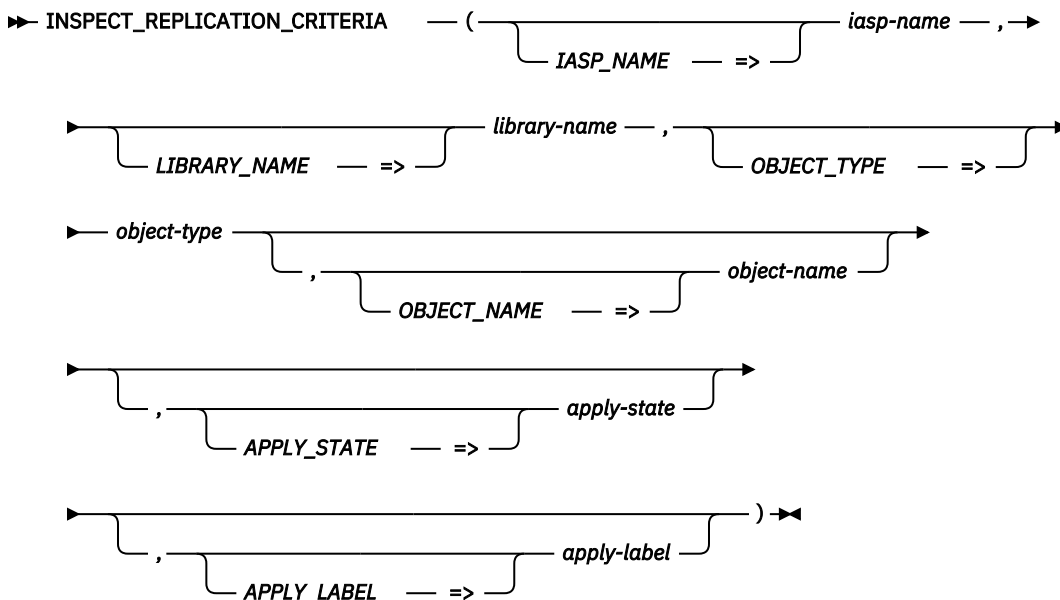 INSPECT_REPLICATION_CRITERIA ( iasp-name ,
IASP_NAME =>
library-name ,
LIBRARY_NAME => OBJECT_TYPE =>
object-type
, object-name
OBJECT_NAME =>
, apply-state
APPLY_STATE =>
)
, apply-label
APPLY_LABEL =>